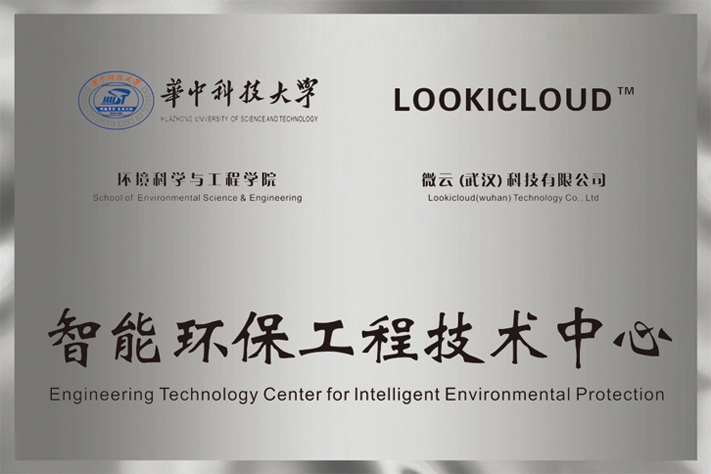 華中科技大学
HUAZHONG UNIVERSITY OF SCIENCE AND TECHNOLOGY
LOOKICLOUD™
环境科学与工程学院
School of Environmental Science & Engineering
微云(武汉)科技有限公司
Lookicloud(wuhan) Technology Co., Ltd
智能环保工程技术中心
Engineering Technology Center for Intelligent Environmental Protection